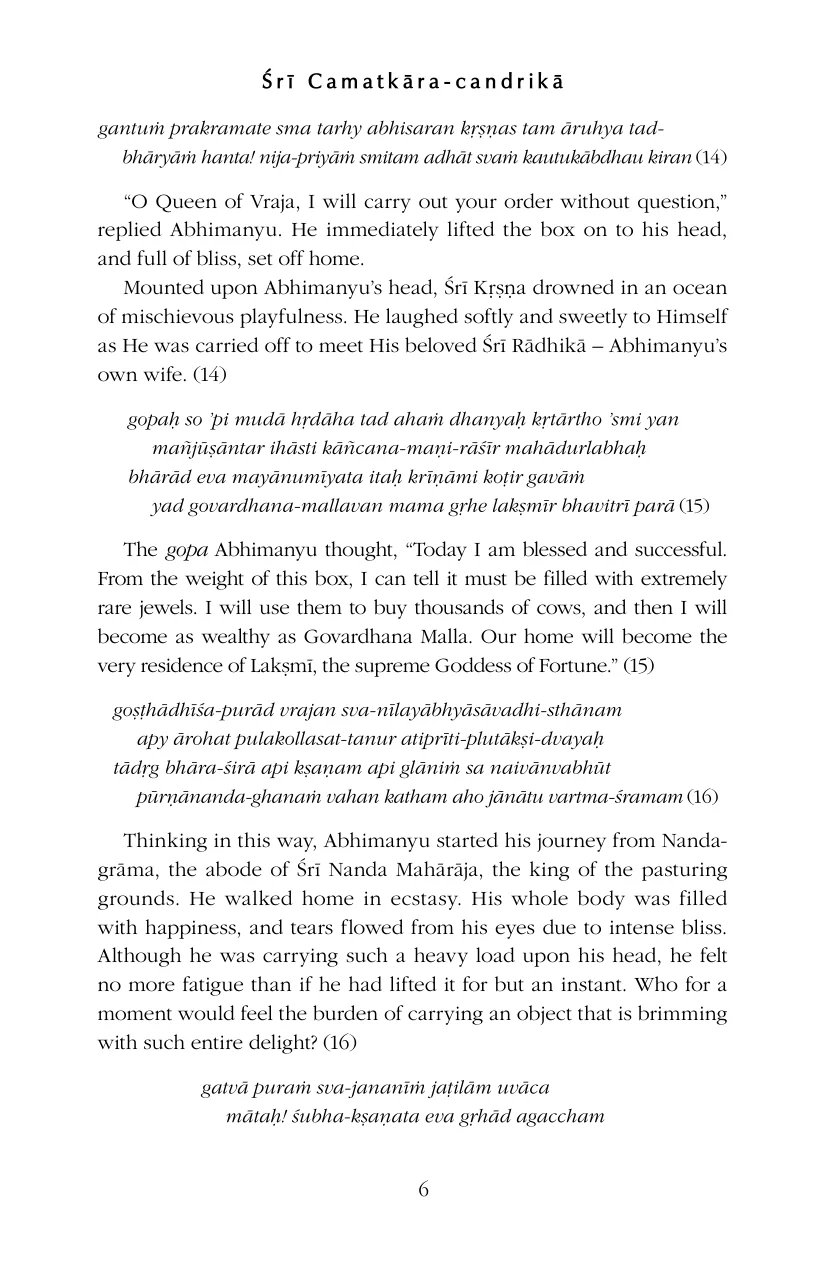 Śrī Camatkāra-candrikā
gantuṁ prakramate sma tarhy abhisaran kṛṣṇas tam āruhya tad-
bhāryāṁ hanta! nija-priyāṁ smitam adhāt svaṁ kautukābdhau kiran (14)
“O Queen of Vraja, I will carry out your order without question,”
replied Abhimanyu. He immediately lifted the box on to his head,
and full of bliss, set off home.
Mounted upon Abhimanyu’s head, Śrī Kṛṣṇa drowned in an ocean
of mischievous playfulness. He laughed softly and sweetly to Himself
as He was carried off to meet His beloved Śrī Rādhikā – Abhimanyu’s
own wife. (14)
gopaḥ so ’pi mudā hṛdāha tad ahaṁ dhanyaḥ kṛtārtho ’smi yan
mañjūṣāntar ihāsti kāñcana-maṇi-rāśīr mahādurlabhaḥ
bhārād eva mayānumīyata itaḥ krīṇāmi koṭir gavāṁ
yad govardhana-mallavan mama gṛhe lakṣmīr bhavitrī parā (15)
The gopa Abhimanyu thought, “Today I am blessed and successful.
From the weight of this box, I can tell it must be filled with extremely
rare jewels. I will use them to buy thousands of cows, and then I will
become as wealthy as Govardhana Malla. Our home will become the
very residence of Lakṣmī, the supreme Goddess of Fortune.” (15)
goṣṭhādhīśa-purād vrajan sva-nīlayābhyāsāvadhi-sthānam
apy ārohat pulakollasat-tanur atiprīti-plutākṣi-dvayaḥ
tādṛg bhāra-śirā api kṣaṇam api glāniṁ sa naivānvabhūt
pūrṇānanda-ghanaṁ vahan katham aho jānātu vartma-śramam (16)
Thinking in this way, Abhimanyu started his journey from Nanda-
grāma, the abode of Śrī Nanda Mahārāja, the king of the pasturing
grounds. He walked home in ecstasy. His whole body was filled
with happiness, and tears flowed from his eyes due to intense bliss.
Although he was carrying such a heavy load upon his head, he felt
no more fatigue than if he had lifted it for but an instant. Who for a
moment would feel the burden of carrying an object that is brimming
with such entire delight? (16)
gatvā puraṁ sva-jananīṁ jaṭilām uvāca
mātaḥ! śubha-kṣaṇata eva gṛhād agaccham
6